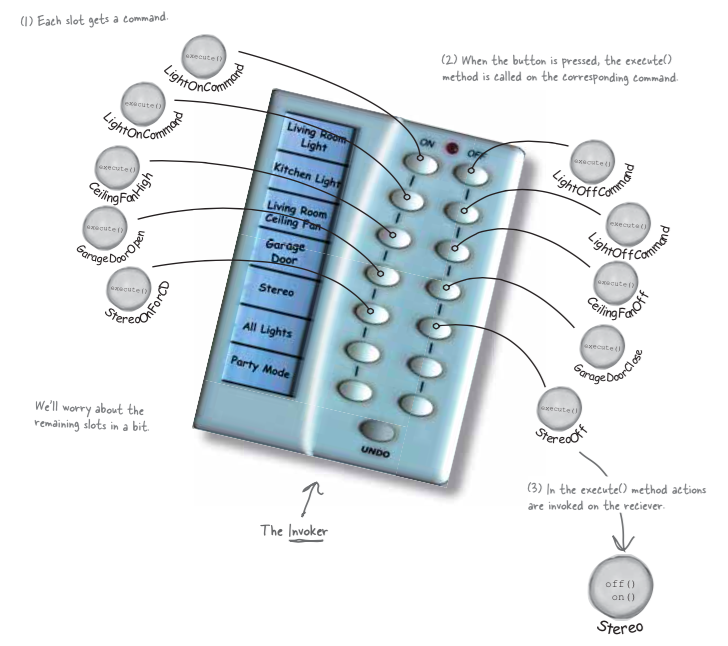 (1) Each slot gets a command.
(2) When the button is pressed, the execute()
method is called on the corresponding command.
execute()
LightOnCommand
execute()
LightOnCommand
execute()
CeilingFanHigh
execute()
GarageDoorOpen
execute()
StereoOnForCD
Living Room
Light
Kitchen Light
Living Room
Ceiling Fan
Garage
Door
Stereo
All Lights
Party Mode
ON
OFF
UNDO
execute()
LightOffCommand
execute()
LightOffCommand
execute()
CeilingFanOff
execute()
GarageDoorClose
execute()
StereoOff
We'll worry about the
remaining slots in a bit.
The Invoker
(3) In the execute() method actions
are invoked on the reciever.
off()
on()
Stereo